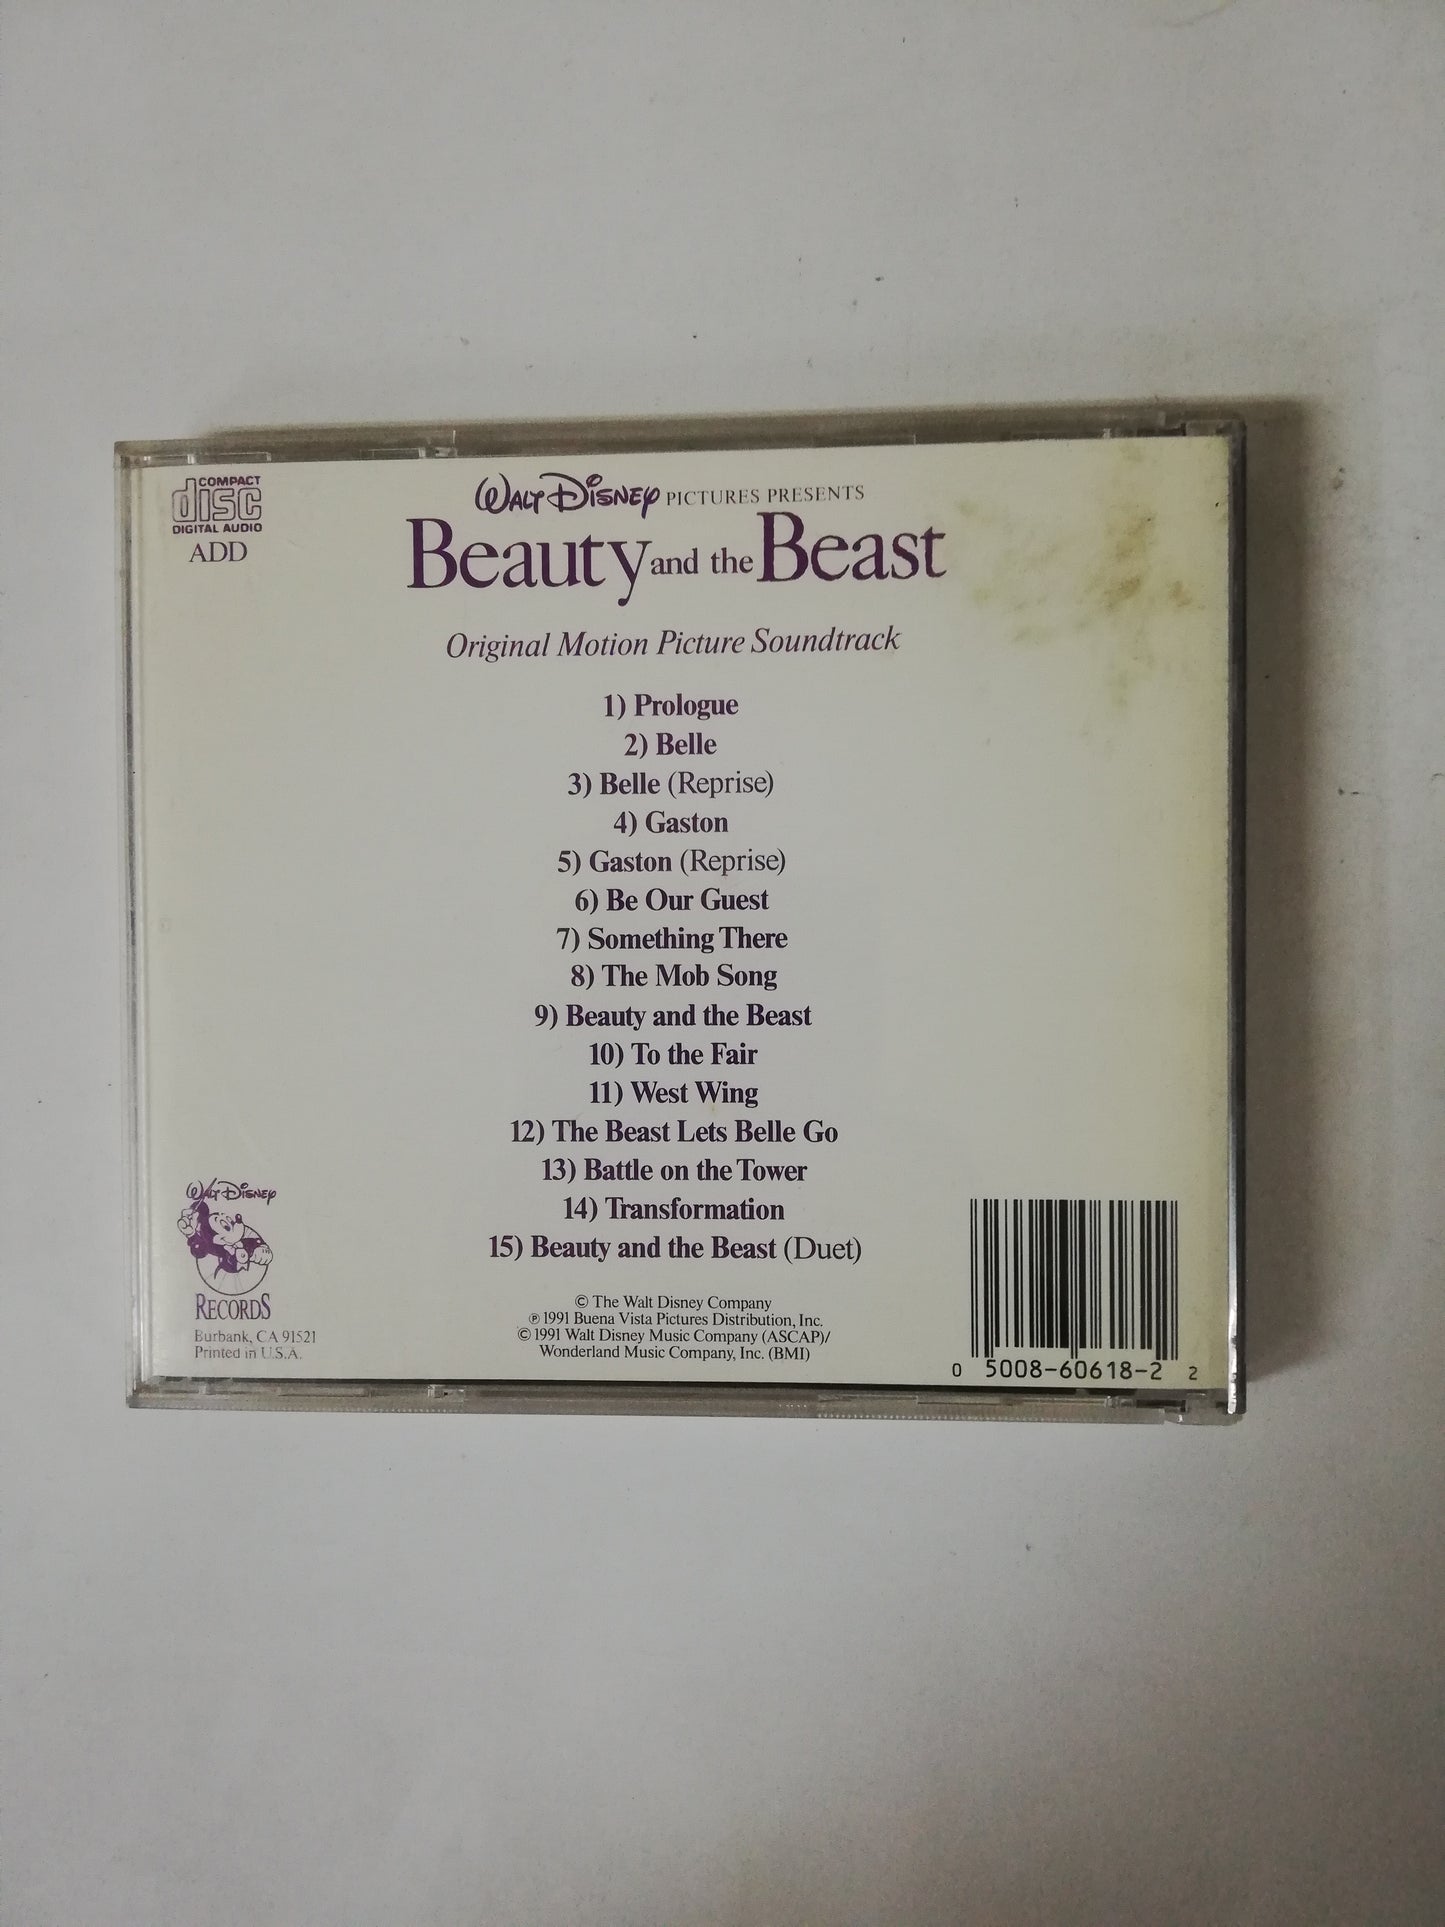 COMPACT
disc
DIGITAL AUDIO
ADD
WALT DISNEY PICTURES PRESENTS
Beauty and the Beast
Original Motion Picture Soundtrack
1) Prologue
2) Belle
3) Belle (Reprise)
4) Gaston
5) Gaston (Reprise)
6) Be Our Guest
7) Something There
8) The Mob Song
9) Beauty and the Beast
10) To the Fair
11) West Wing
12) The Beast Lets Belle Go
13) Battle on the Tower
14) Transformation
15) Beauty and the Beast (Duet)
WALT DISNEY
RECORDS
Burbank, CA 91521
Printed in U.S.A.
© The Walt Disney Company
℗ 1991 Buena Vista Pictures Distribution, Inc.
© 1991 Walt Disney Music Company (ASCAP)/
Wonderland Music Company, Inc. (BMI)
0 5008-60618-2 2